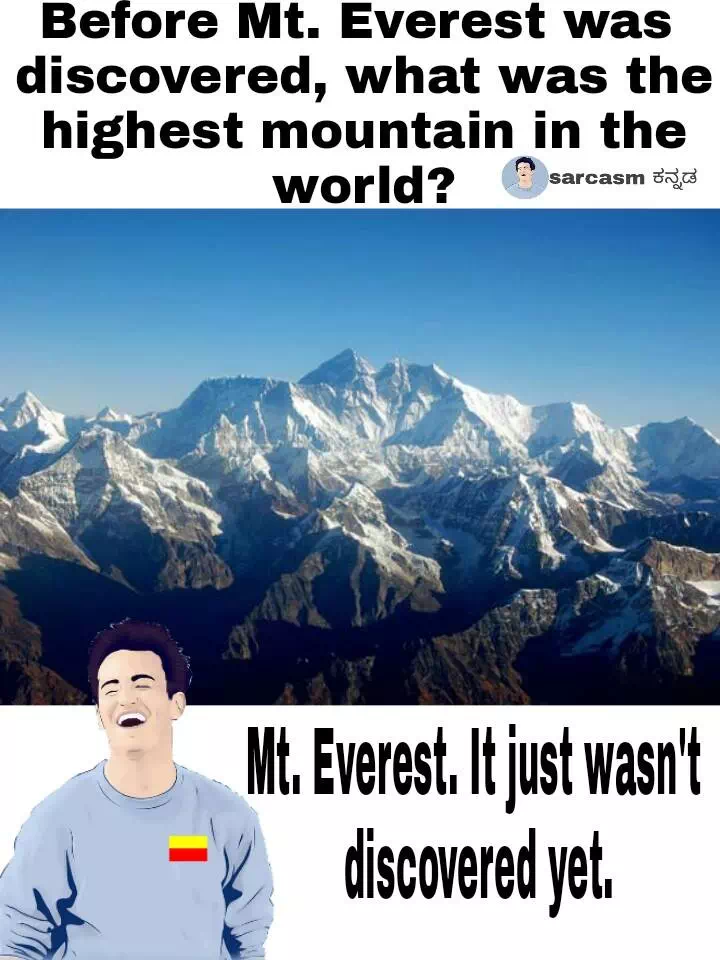 Before Mt. Everest was
discovered, what was the
highest mountain in the
world?
sarcasm ಕನ್ನಡ
Mt. Everest. It just wasn't
discovered yet.